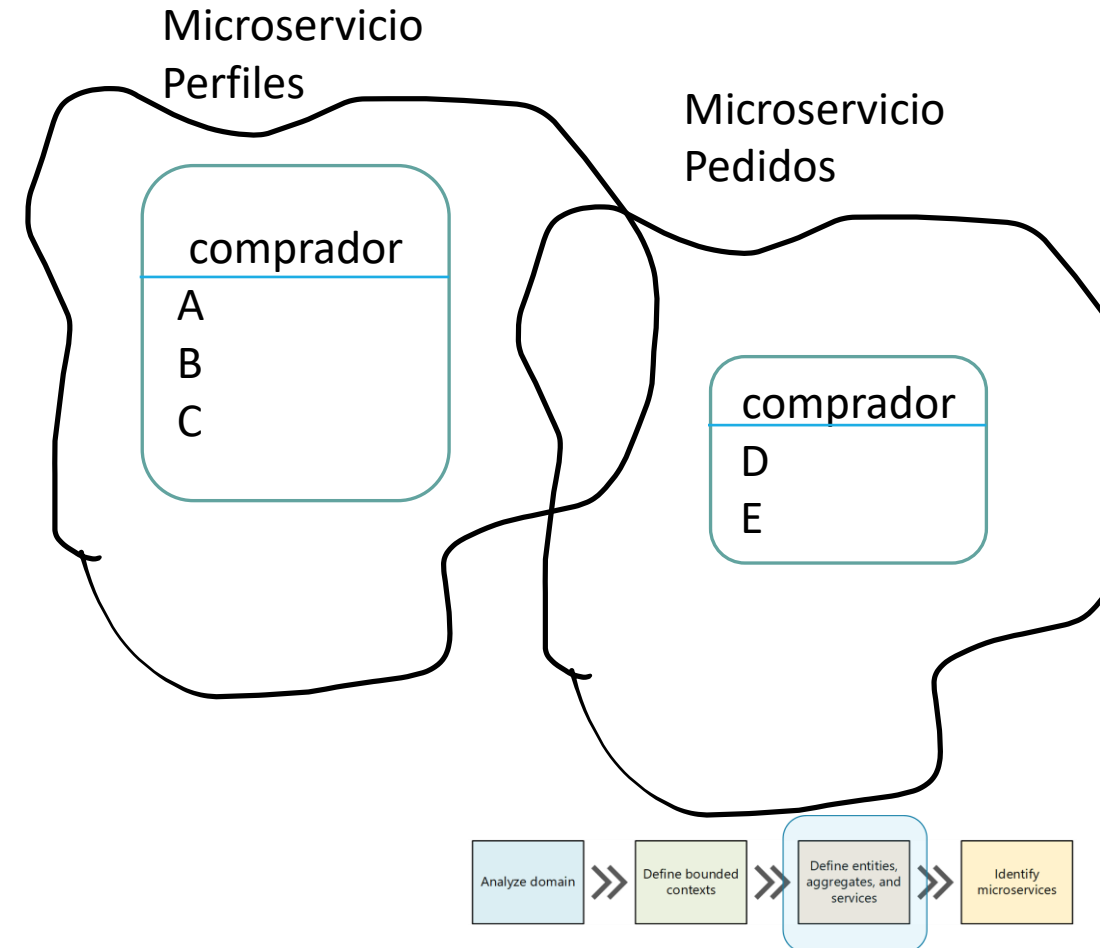 Microservicio
Perfiles
Microservicio
Pedidos
comprador
A
B
C
comprador
D
E
Analyze domain
Define bounded
contexts
Define entities,
aggregates, and
services
Identify
microservices